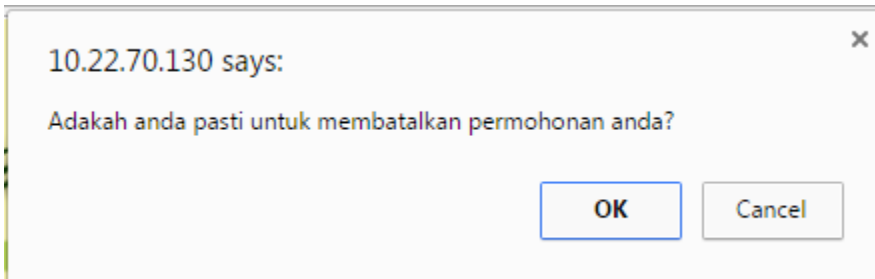 10.22.70.130 says:
Adakah anda pasti untuk membatalkan permohonan anda?
OK
Cancel